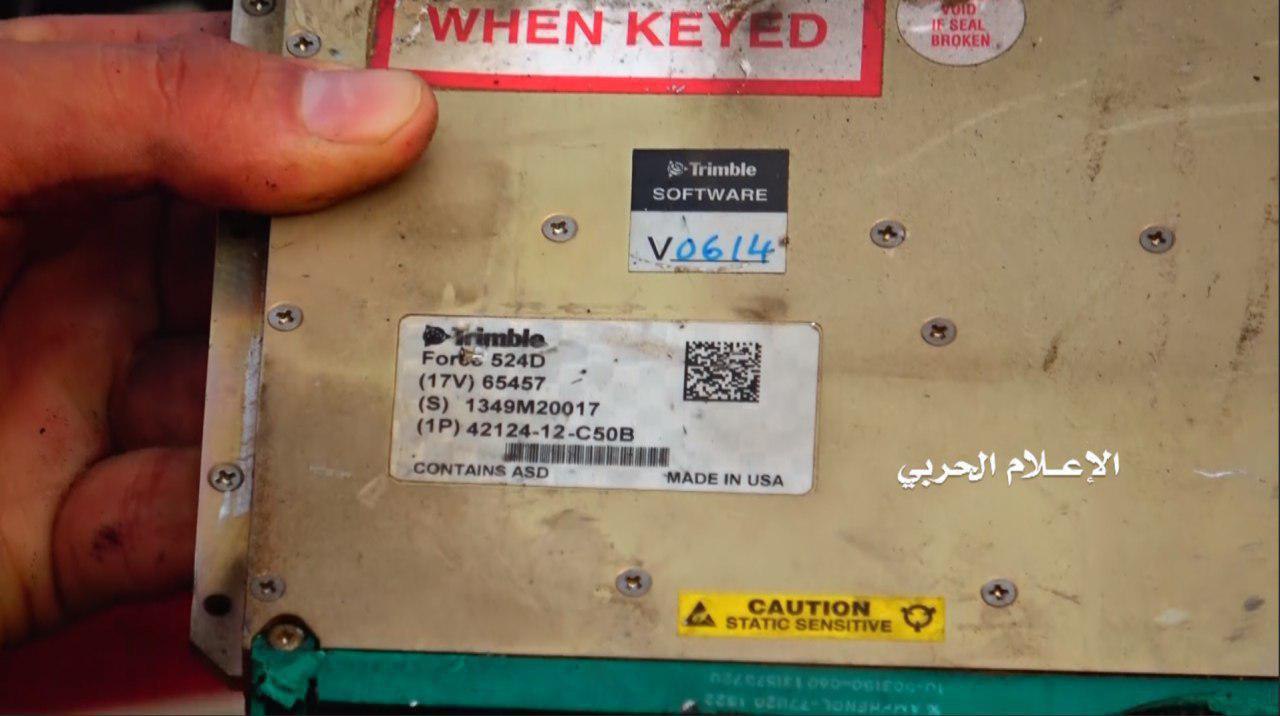 WHEN KEYED
VOID
IF SEAL
BROKEN
Trimble
SOFTWARE
V0614
Trimble
Force 524D
(17V) 65457
(S) 1349M20017
(1P) 42124-12-C50B
CONTAINS ASD
MADE IN USA
الإعلام الحربي
CAUTION
STATIC SENSITIVE